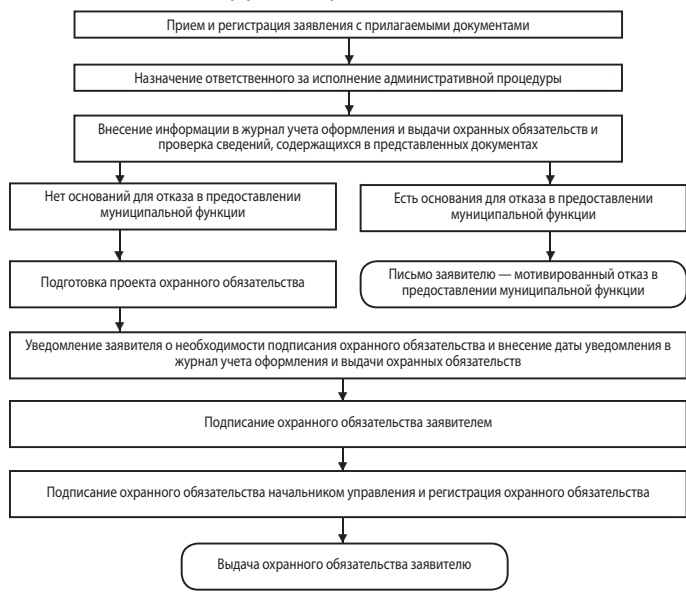 Прием и регистрация заявления с прилагаемыми документами
Назначение ответственного за исполнение административной процедуры
Внесение информации в журнал учета оформления и выдачи охранных обязательств и
проверка сведений, содержащихся в представленных документах
Нет оснований для отказа в предоставлении
муниципальной функции
Есть основания для отказа в предоставлении
муниципальной функции
Подготовка проекта охранного обязательства
Письмо заявителю — мотивированный отказ в
предоставлении муниципальной функции
Уведомление заявителя о необходимости подписания охранного обязательства и внесение даты уведомления в
журнал учета оформления и выдачи охранных обязательств
Подписание охранного обязательства заявителем
Подписание охранного обязательства начальником управления и регистрация охранного обязательства
Выдача охранного обязательства заявителю